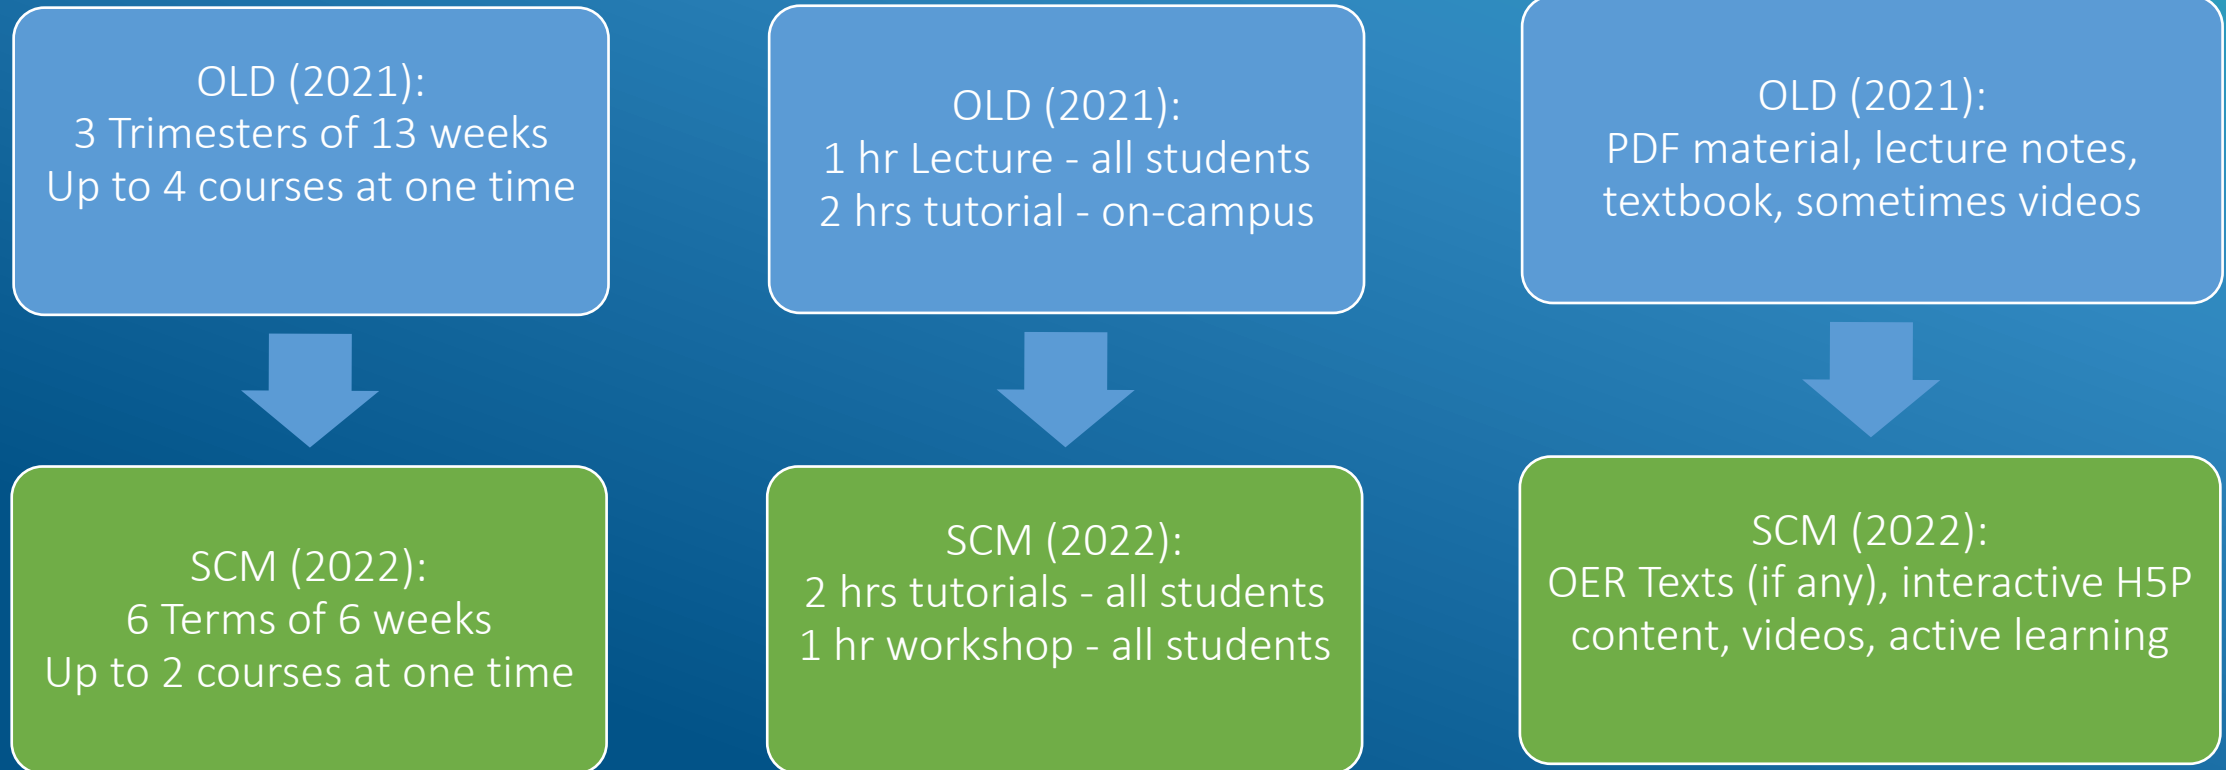 OLD (2021):
3 Trimesters of 13 weeks
Up to 4 courses at one time
SCM (2022):
6 Terms of 6 weeks
Up to 2 courses at one time
OLD (2021):
1 hr Lecture - all students
2 hrs tutorial - on-campus
SCM (2022):
2 hrs tutorials - all students
1 hr workshop - all students
OLD (2021):
PDF material, lecture notes,
textbook, sometimes videos
SCM (2022):
OER Texts (if any), interactive H5P
content, videos, active learning